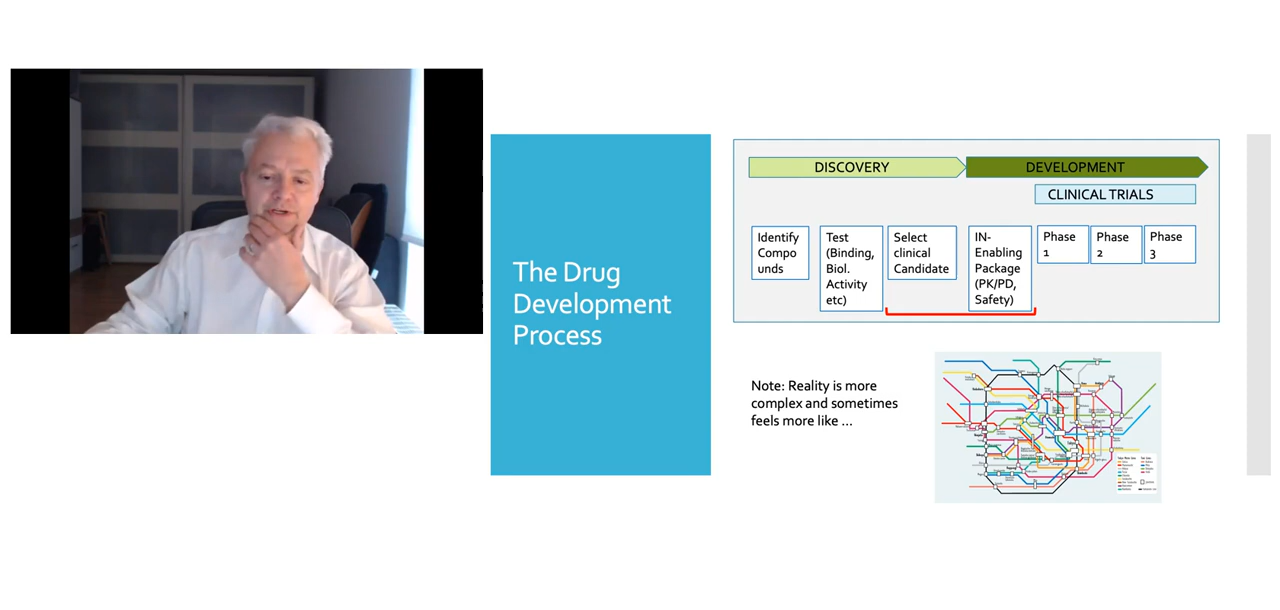 The Drug
Development
Process
DISCOVERY
DEVELOPMENT
CLINICAL TRIALS
Identify
Compo
unds
Test
(Binding,
Biol.
Activity
etc)
Select
clinical
Candidate
IN-
Enabling
Package
(PK/PD,
Safety)
Phase
1
Phase
2
Phase
3
Note: Reality is more
complex and sometimes
feels more like ...